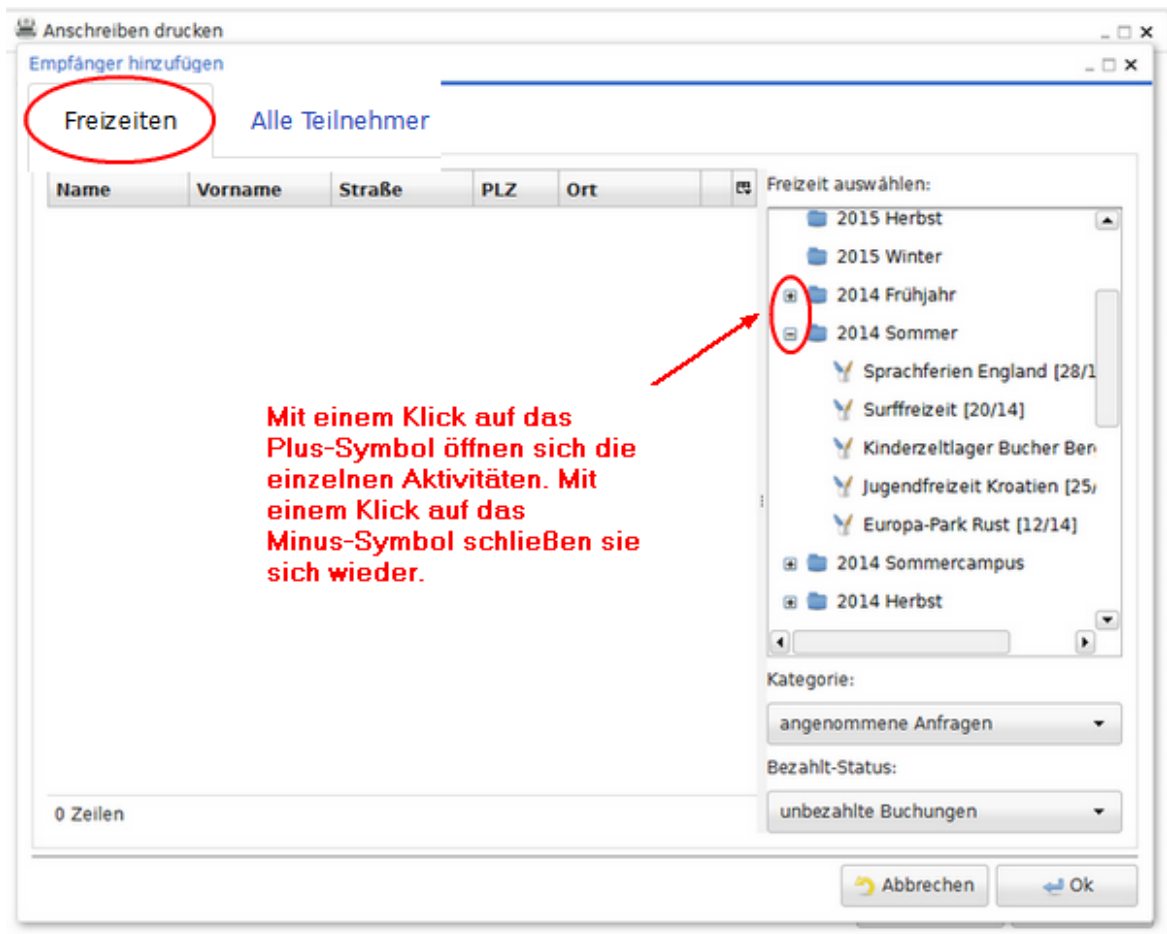 Anschreiben drucken
Empfänger hinzufügen
Freizeiten
Alle Teilnehmer
Name Vorname Straße PLZ Ort
Freizeit auswählen:
2015 Herbst
2015 Winter
2014 Frühjahr
2014 Sommer
Sprachferien England [28/1
Surffreizeit [20/14]
Kinderzeltlager Bucher Ber
Jugendfreizeit Kroatien [25/
Europa-Park Rust [12/14]
2014 Sommercampus
2014 Herbst
Mit einem Klick auf das
Plus-Symbol öffnen sich die
einzelnen Aktivitäten. Mit
einem Klick auf das
Minus-Symbol schließen sie
sich wieder.
Kategorie:
angenommene Anfragen
Bezahlt-Status:
unbezahlte Buchungen
0 Zeilen
Abbrechen
Ok